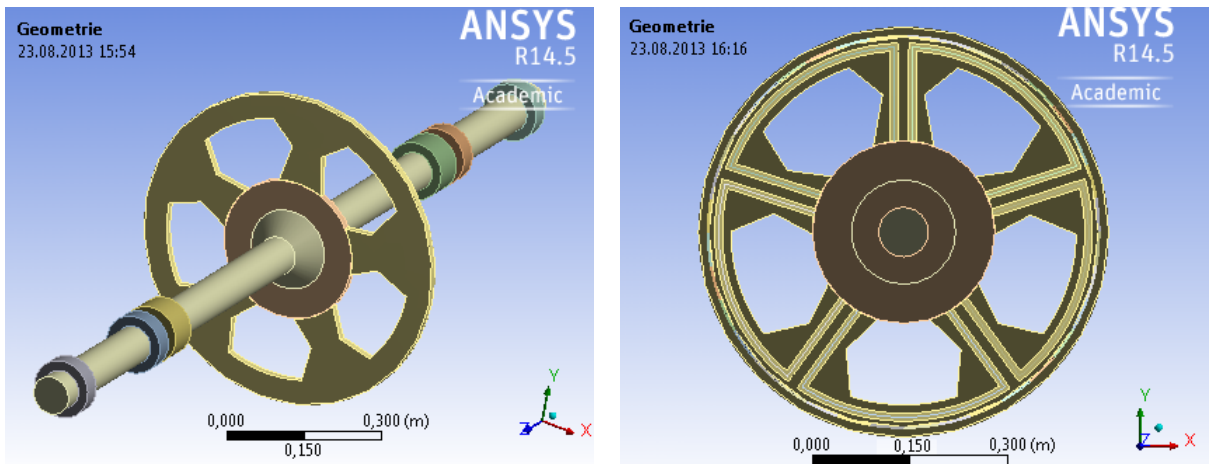 Geometrie
23.08.2013 15:54
ANSYS
R14.5
Academic
0,000
0,300 (m)
0,150
Y
Z
X
Geometrie
23.08.2013 16:16
ANSYS
R14.5
Academic
0,000
0,150
0,300 (m)
Y
Z
X